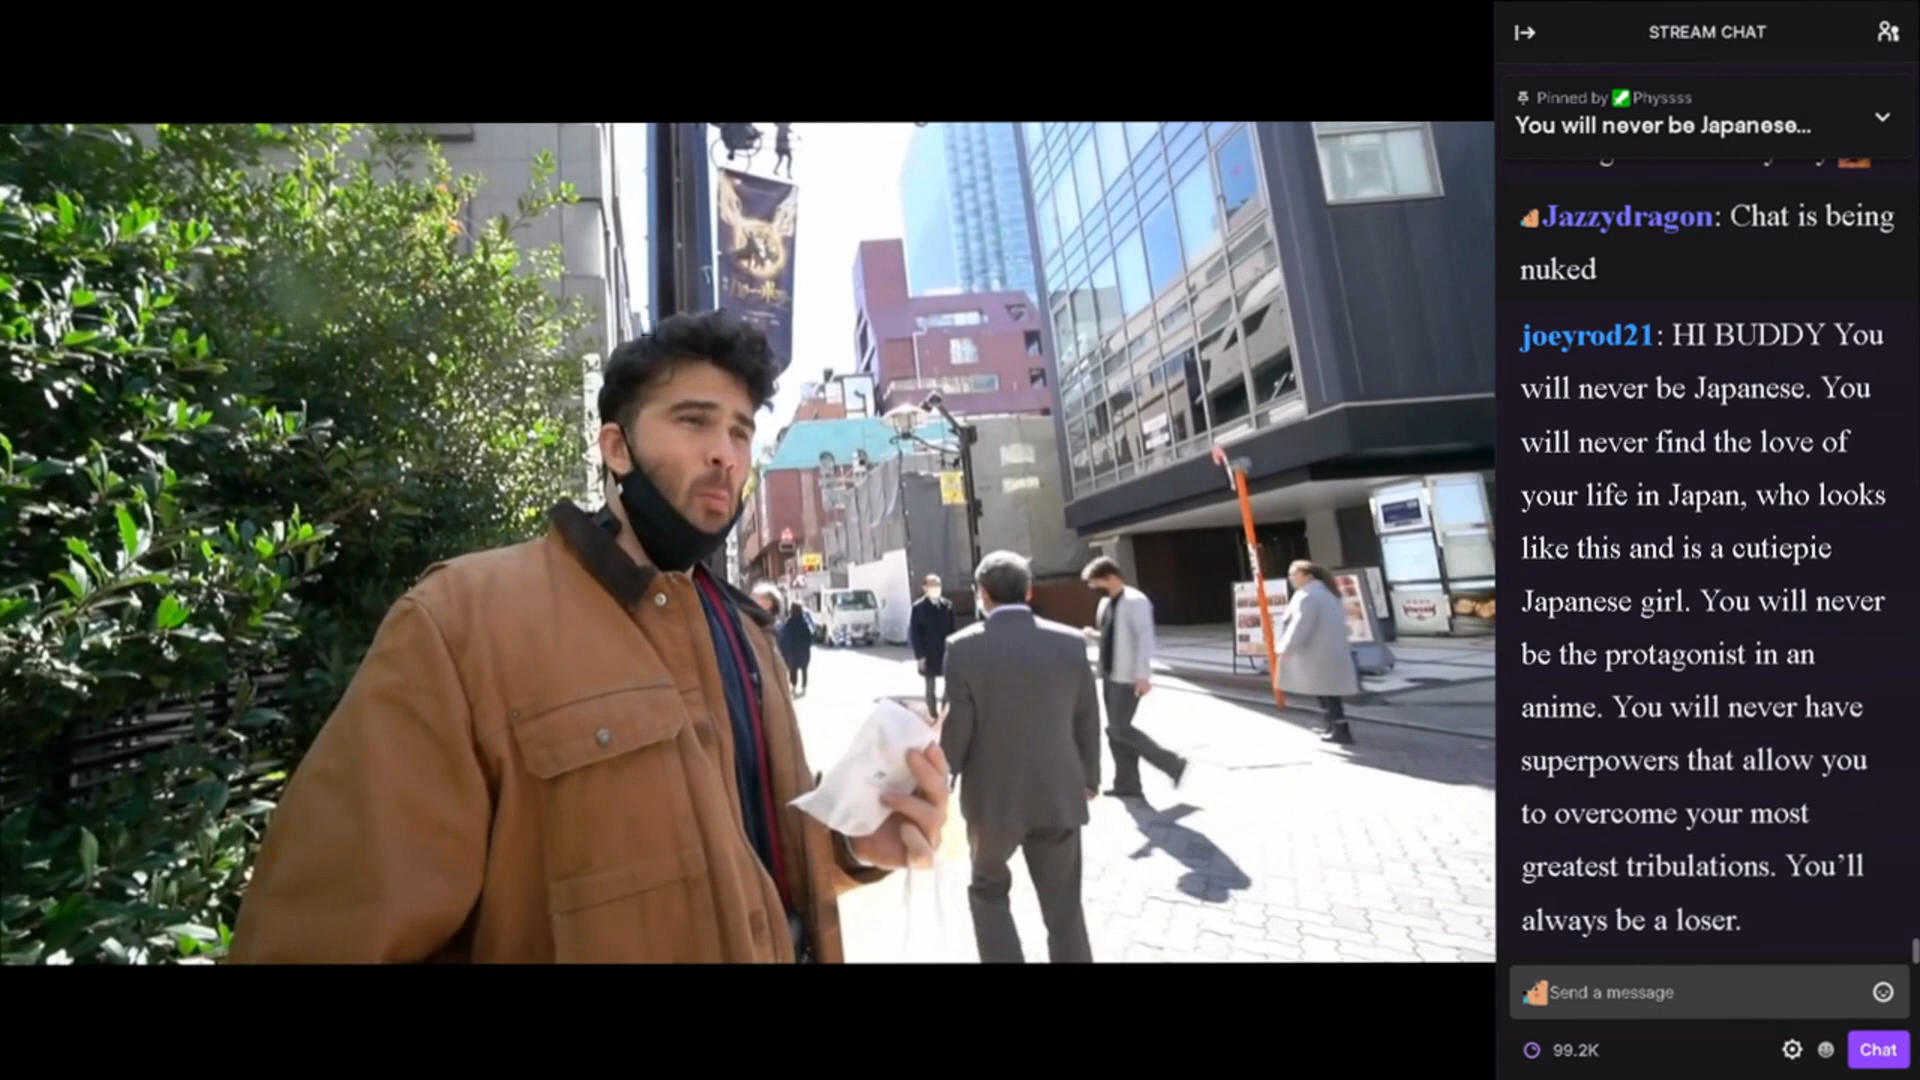 STREAM CHAT
Pinned by Physsss
You will never be Japanese...
Jazzydragon: Chat is being
nuked
joeyrod21: HI BUDDY You
will never be Japanese. You
will never find the love of
your life in Japan, who looks
like this and is a cutiepie
Japanese girl. You will never
be the protagonist in an
anime. You will never have
superpowers that allow you
to overcome your most
greatest tribulations. You’ll
always be a loser.
Send a message
99.2K
Chat